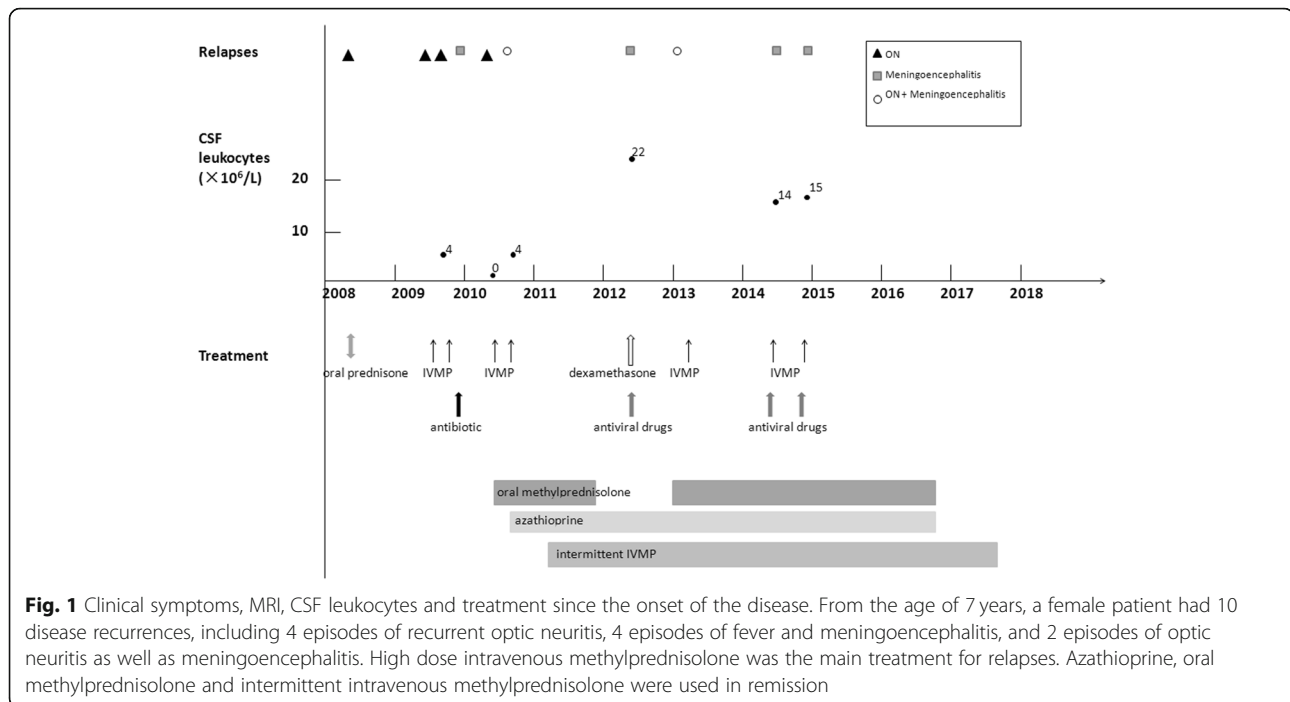 Relapses
ON
Meningoencephalitis
ON + Meningoencephalitis
CSF
leukocytes
(×10⁶/L)
20
10
22
14
15
4
4
0
2008 2009 2010 2011 2012 2013 2014 2015 2016 2017 2018
Treatment
oral prednisone IVMP IVMP dexamethasone IVMP IVMP
antibiotic antiviral drugs antiviral drugs
oral methylprednisolone
azathioprine
intermittent IVMP
Fig. 1 Clinical symptoms, MRI, CSF leukocytes and treatment since the onset of the disease. From the age of 7 years, a female patient had 10
disease recurrences, including 4 episodes of recurrent optic neuritis, 4 episodes of fever and meningoencephalitis, and 2 episodes of optic
neuritis as well as meningoencephalitis. High dose intravenous methylprednisolone was the main treatment for relapses. Azathioprine, oral
methylprednisolone and intermittent intravenous methylprednisolone were used in remission